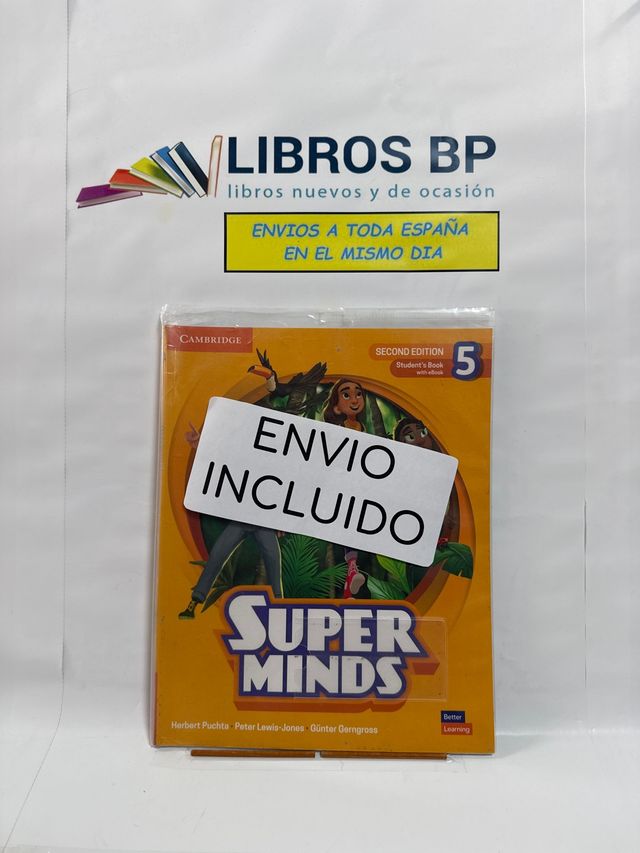 LIBROS BP
libros nuevos y de ocasión
ENVIOS A TODA ESPAÑA
EN EL MISMO DIA
CAMBRIDGE
SECOND EDITION
Student's Book
with eBook
5
ENVIO
INCLUIDO
SUPER
MINDS
Herbert Puchta · Peter Lewis-Jones · Günter Gerngross
Better
Learning